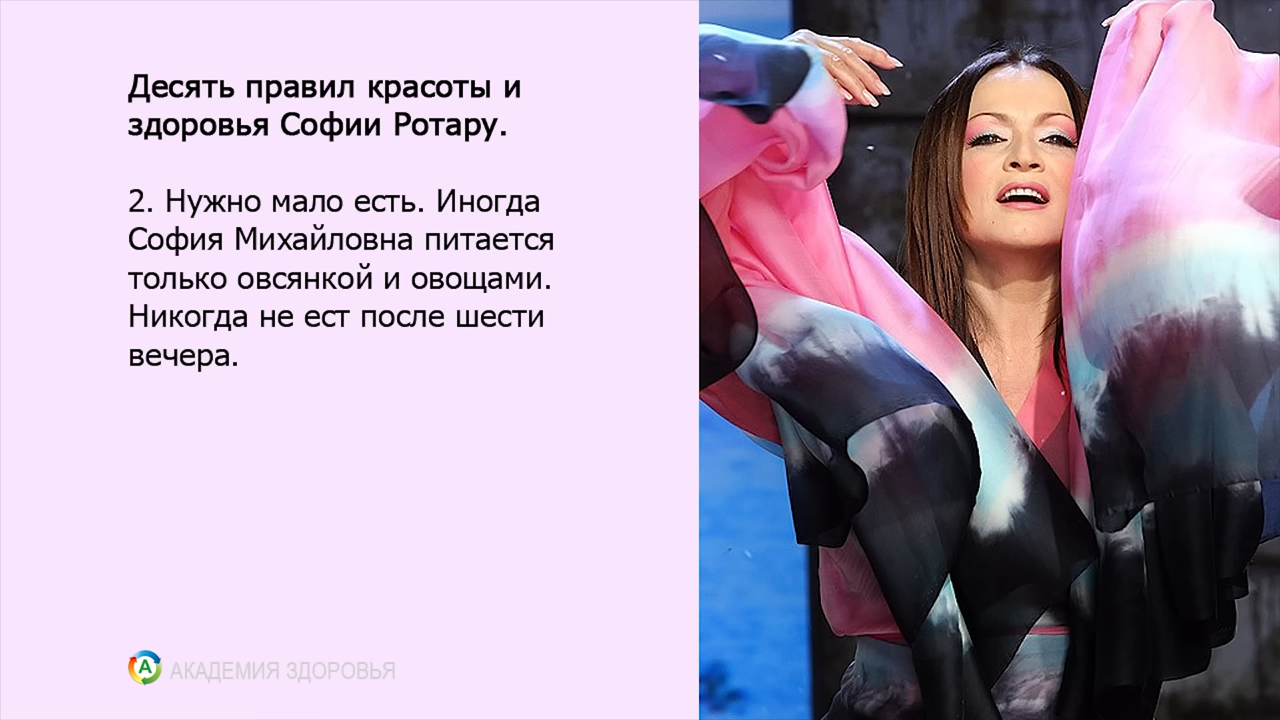 Десять правил красоты и
здоровья Софии Ротару.
2. Нужно мало есть. Иногда
София Михайловна питается
только овсянкой и овощами.
Никогда не ест после шести
вечера.
А АКАДЕМИЯ ЗДОРОВЬЯ